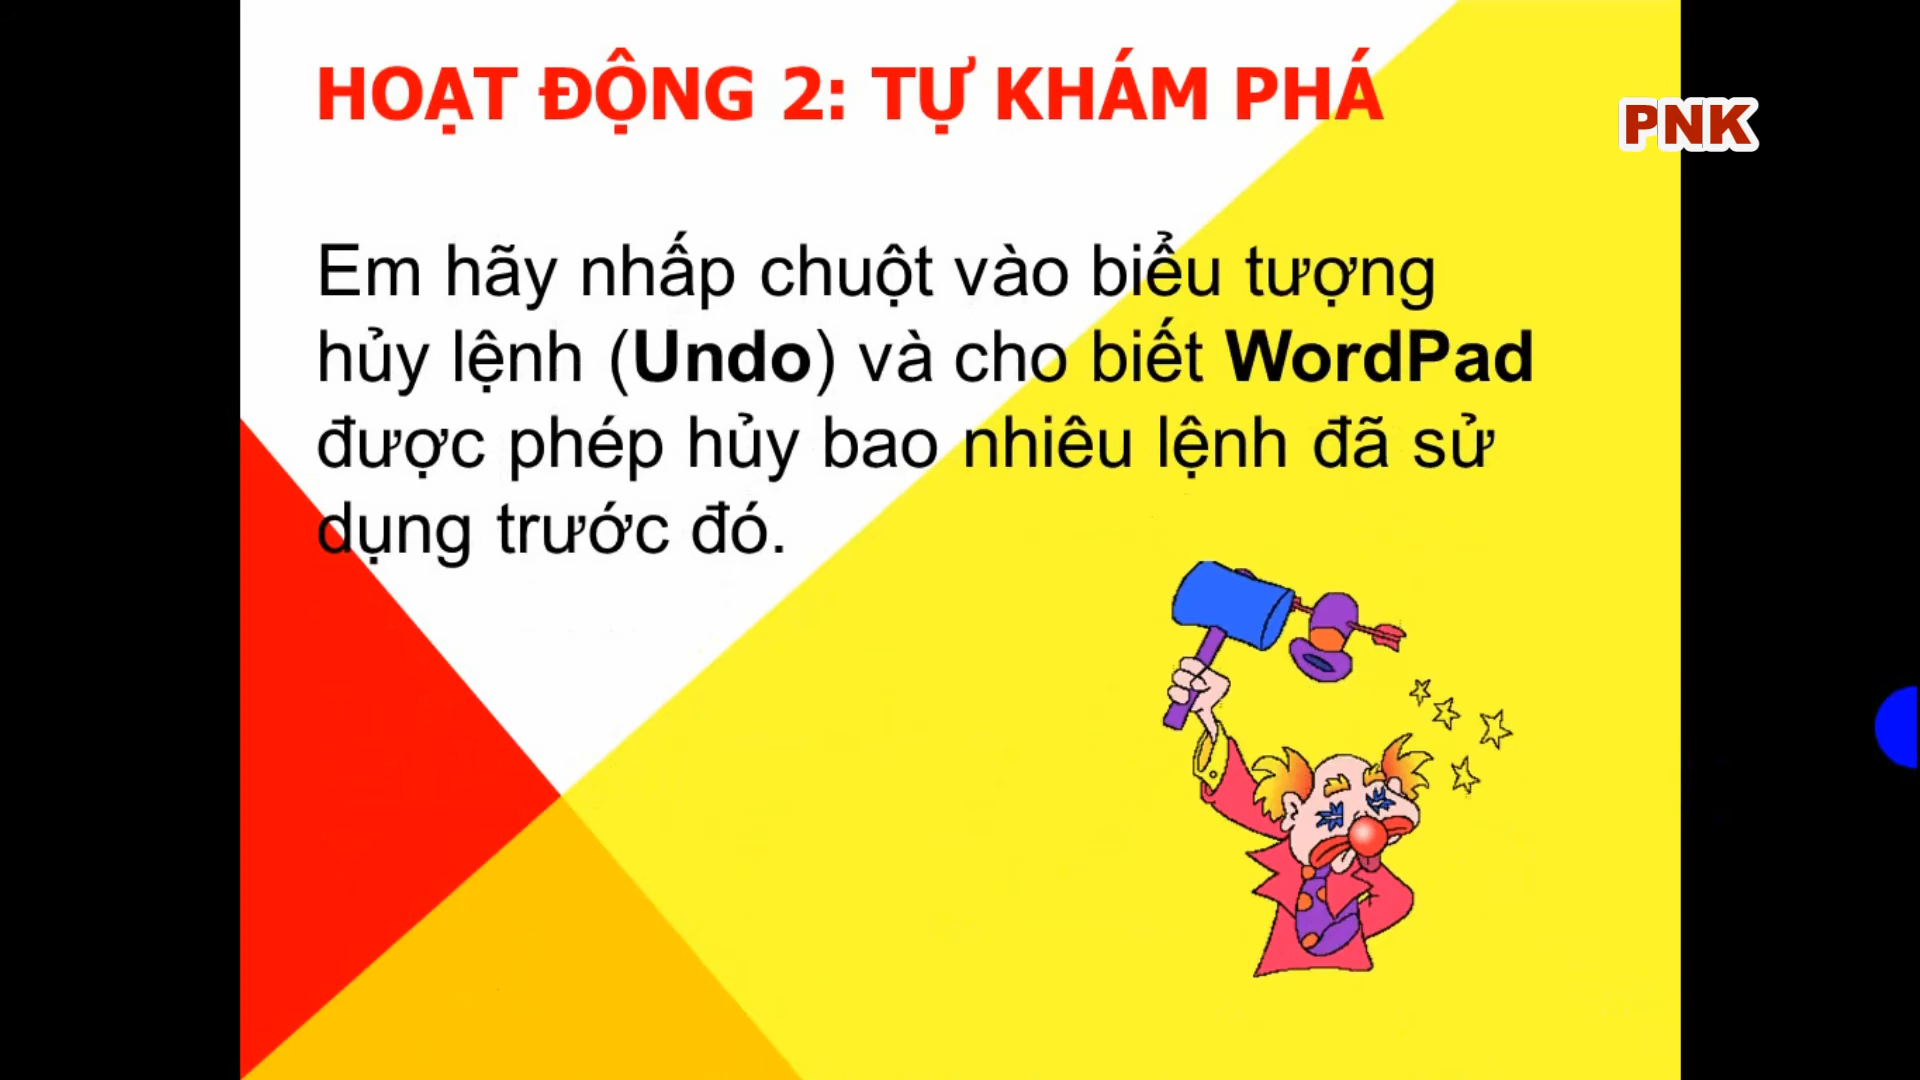 HOẠT ĐỘNG 2: TỰ KHÁM PHÁ
PNK
Em hãy nhấp chuột vào biểu tượng
hủy lệnh (Undo) và cho biết WordPad
được phép hủy bao nhiêu lệnh đã sử
dụng trước đó.